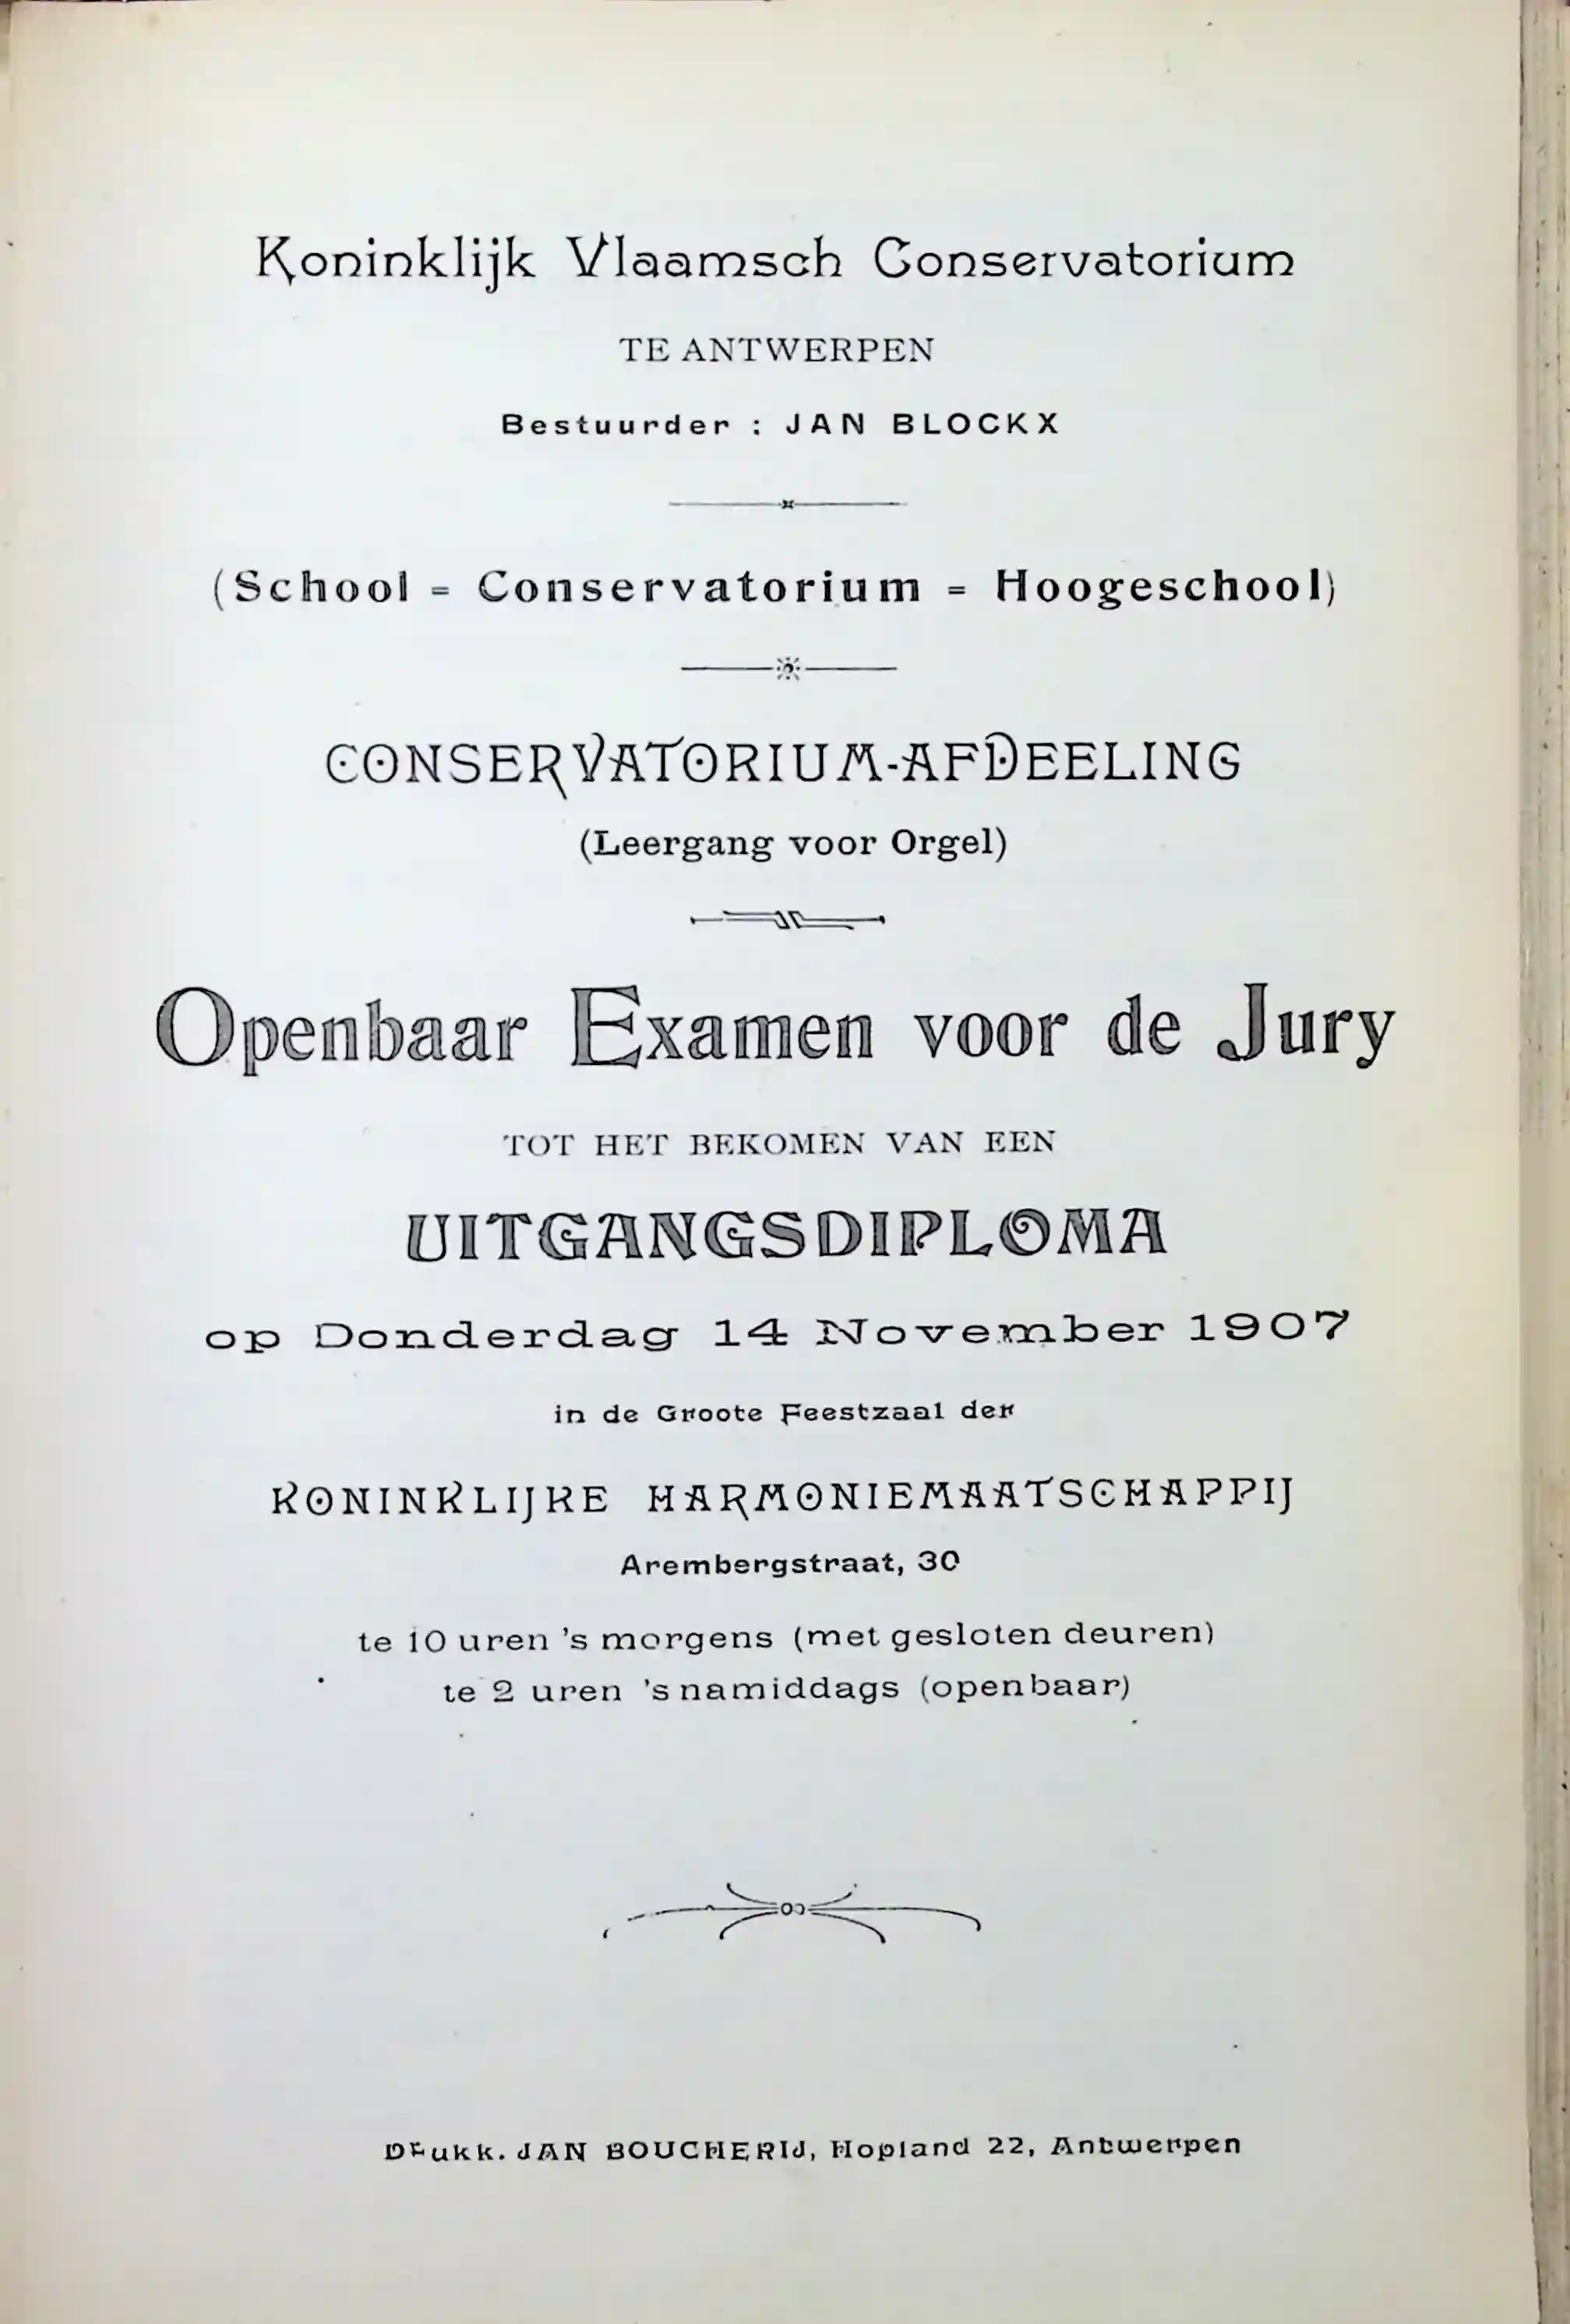 Koninklijk Vlaamsch Conservatorium
TE ANTWERPEN
Bestuurder : JAN BLOCKX
(School = Conservatorium = Hoogeschool)
CONSERVATORIUM-AFDEELING
(Leergang voor Orgel)
Openbaar Examen voor de Jury
TOT HET BEKOMEN VAN EEN
UITGANGSDIPLOMA
op Donderdag 14 November 1907
in de Groote Feestzaal der
KONINKLIJKE HARMONIEMAATSCHAPPIJ
Arembergstraat, 30
te 10 uren 's morgens (met gesloten deuren)
te 2 uren 's namiddags (openbaar)
Drukk. JAN BOUCHERIJ, Hopland 22, Antwerpen